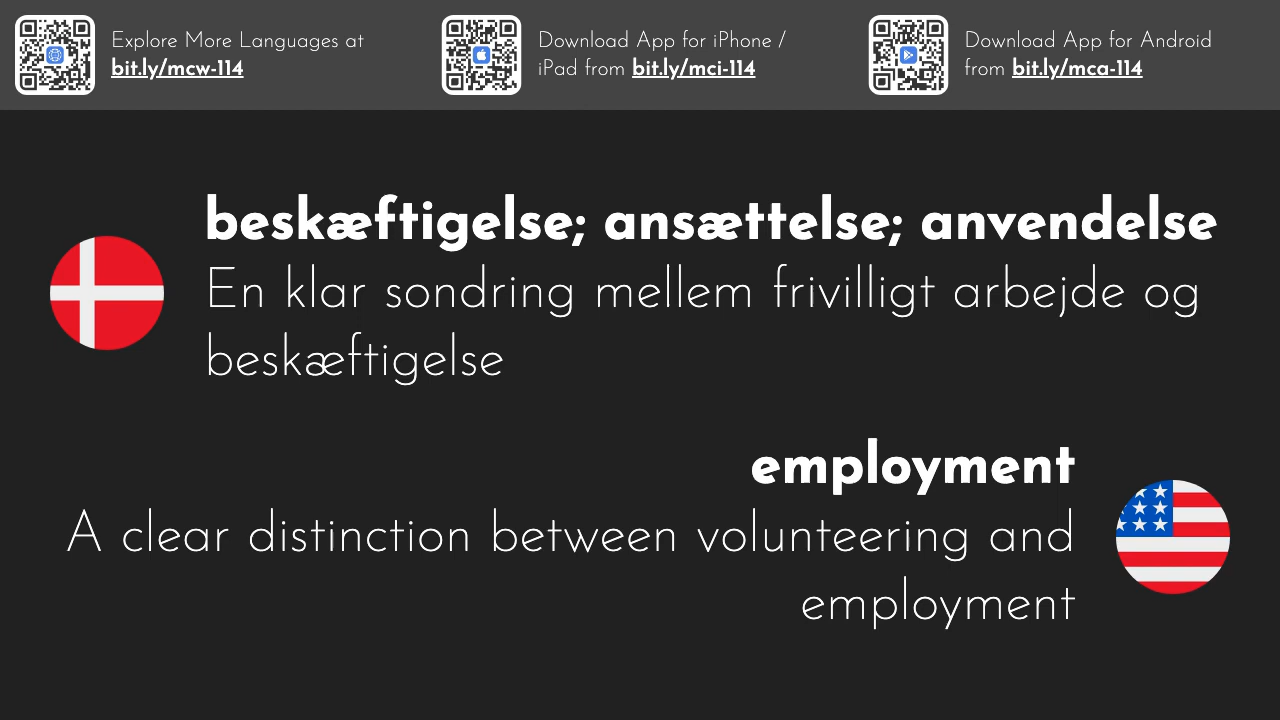 Explore More Languages at
bit.ly/mcw-114
Download App for iPhone /
iPad from bit.ly/mci-114
Download App for Android
from bit.ly/mca-114
beskæftigelse; ansættelse; anvendelse
En klar sondring mellem frivilligt arbejde og
beskæftigelse
employment
A clear distinction between volunteering and
employment